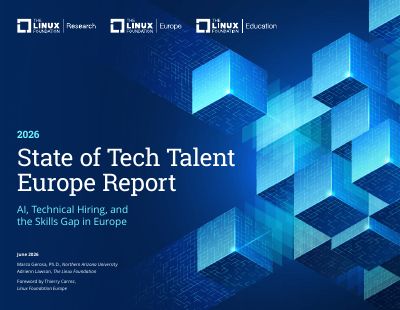 THE LINUX FOUNDATION | Research
THE LINUX FOUNDATION | Europe
THE LINUX FOUNDATION | Education
2026
State of Tech Talent
Europe Report
AI, Technical Hiring, and
the Skills Gap in Europe
June 2026
Marco Gerosa, Ph.D., Northern Arizona University
Adrienn Lawson, The Linux Foundation
Foreword by Thierry Carrez,
Linux Foundation Europe